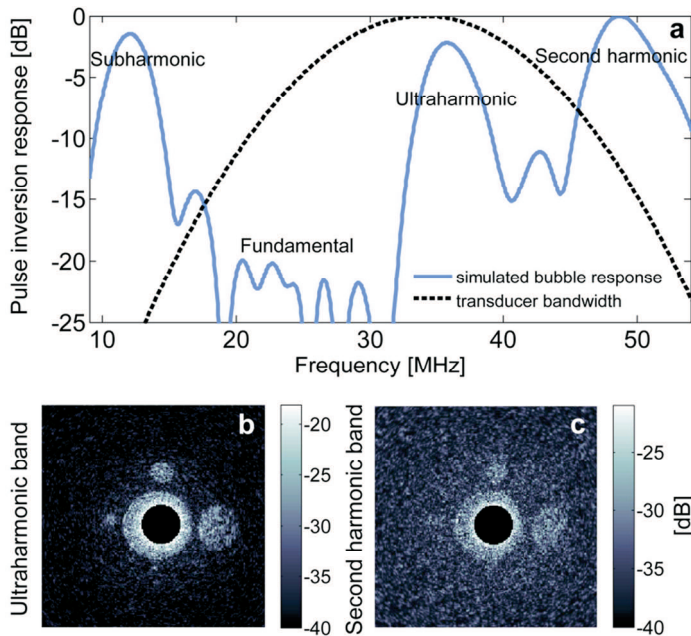 a
Pulse inversion response [dB]
0
-5
-10
-15
-20
-25
Subharmonic
Second harmonic
Ultraharmonic
Fundamental
simulated bubble response
transducer bandwidth
10 20 30 40 50
Frequency [MHz]
Ultraharmonic band
b
-20
-25
-30
-35
-40
Second harmonic band
c
-25
-30
-35
-40
[dB]